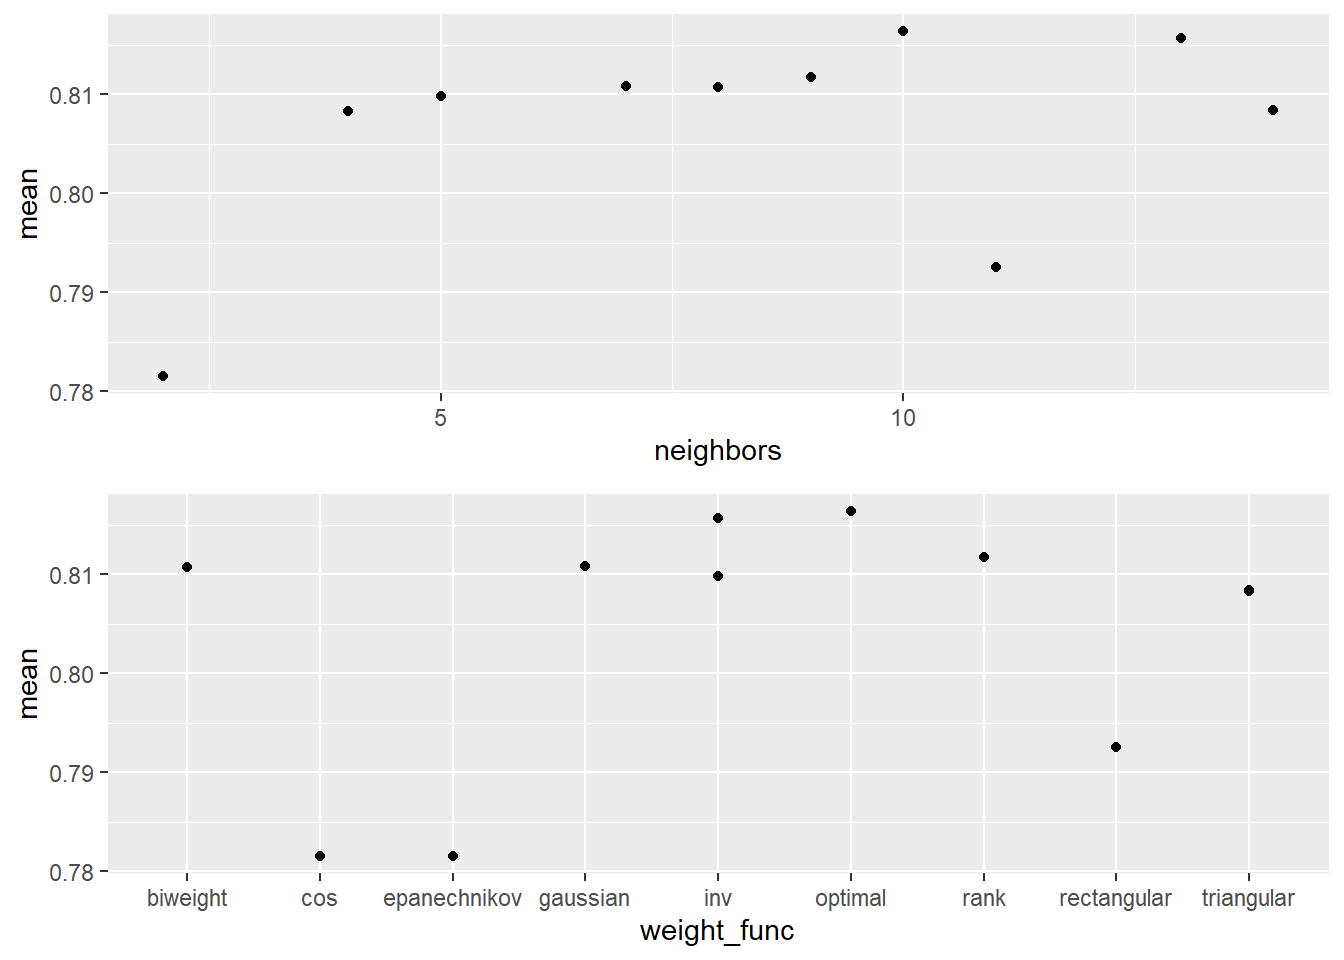 mean
0.81
0.80
0.79
0.78
5 10
neighbors
mean
0.81
0.80
0.79
0.78
biweight cos epanechnikov gaussian inv optimal rank rectangular triangular
weight_func